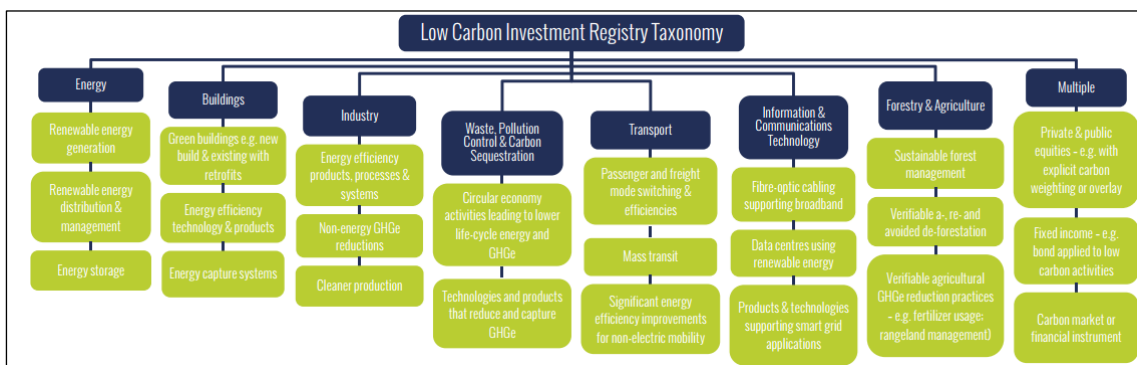 Low Carbon Investment Registry Taxonomy
Energy
Renewable energy
generation
Renewable energy
distribution &
management
Energy storage
Buildings
Green buildings e.g. new
build & existing with
retrofits
Energy efficiency
technology & products
Energy capture systems
Industry
Energy efficiency
products, processes &
systems
Non-energy GHGe
reductions
Cleaner production
Waste, Pollution
Control & Carbon
Sequestration
Circular economy
activities leading to lower
life-cycle energy and
GHGe
Technologies and products
that reduce and capture
GHGe
Transport
Passenger and freight
mode switching &
efficiencies
Mass transit
Significant energy
efficiency improvements
for non-electric mobility
Information &
Communications
Technology
Fibre-optic cabling
supporting broadband
Data centres using
renewable energy
Products & technologies
supporting smart grid
applications
Forestry & Agriculture
Sustainable forest
management
Verifiable a-, re- and
avoided de-forestation
Verifiable agricultural
GHGe reduction practices
– e.g. fertilizer usage;
rangeland management)
Multiple
Private & public
equities – e.g. with
explicit carbon
weighting or overlay
Fixed income – e.g.
bond applied to low
carbon activities
Carbon market or
financial instrument